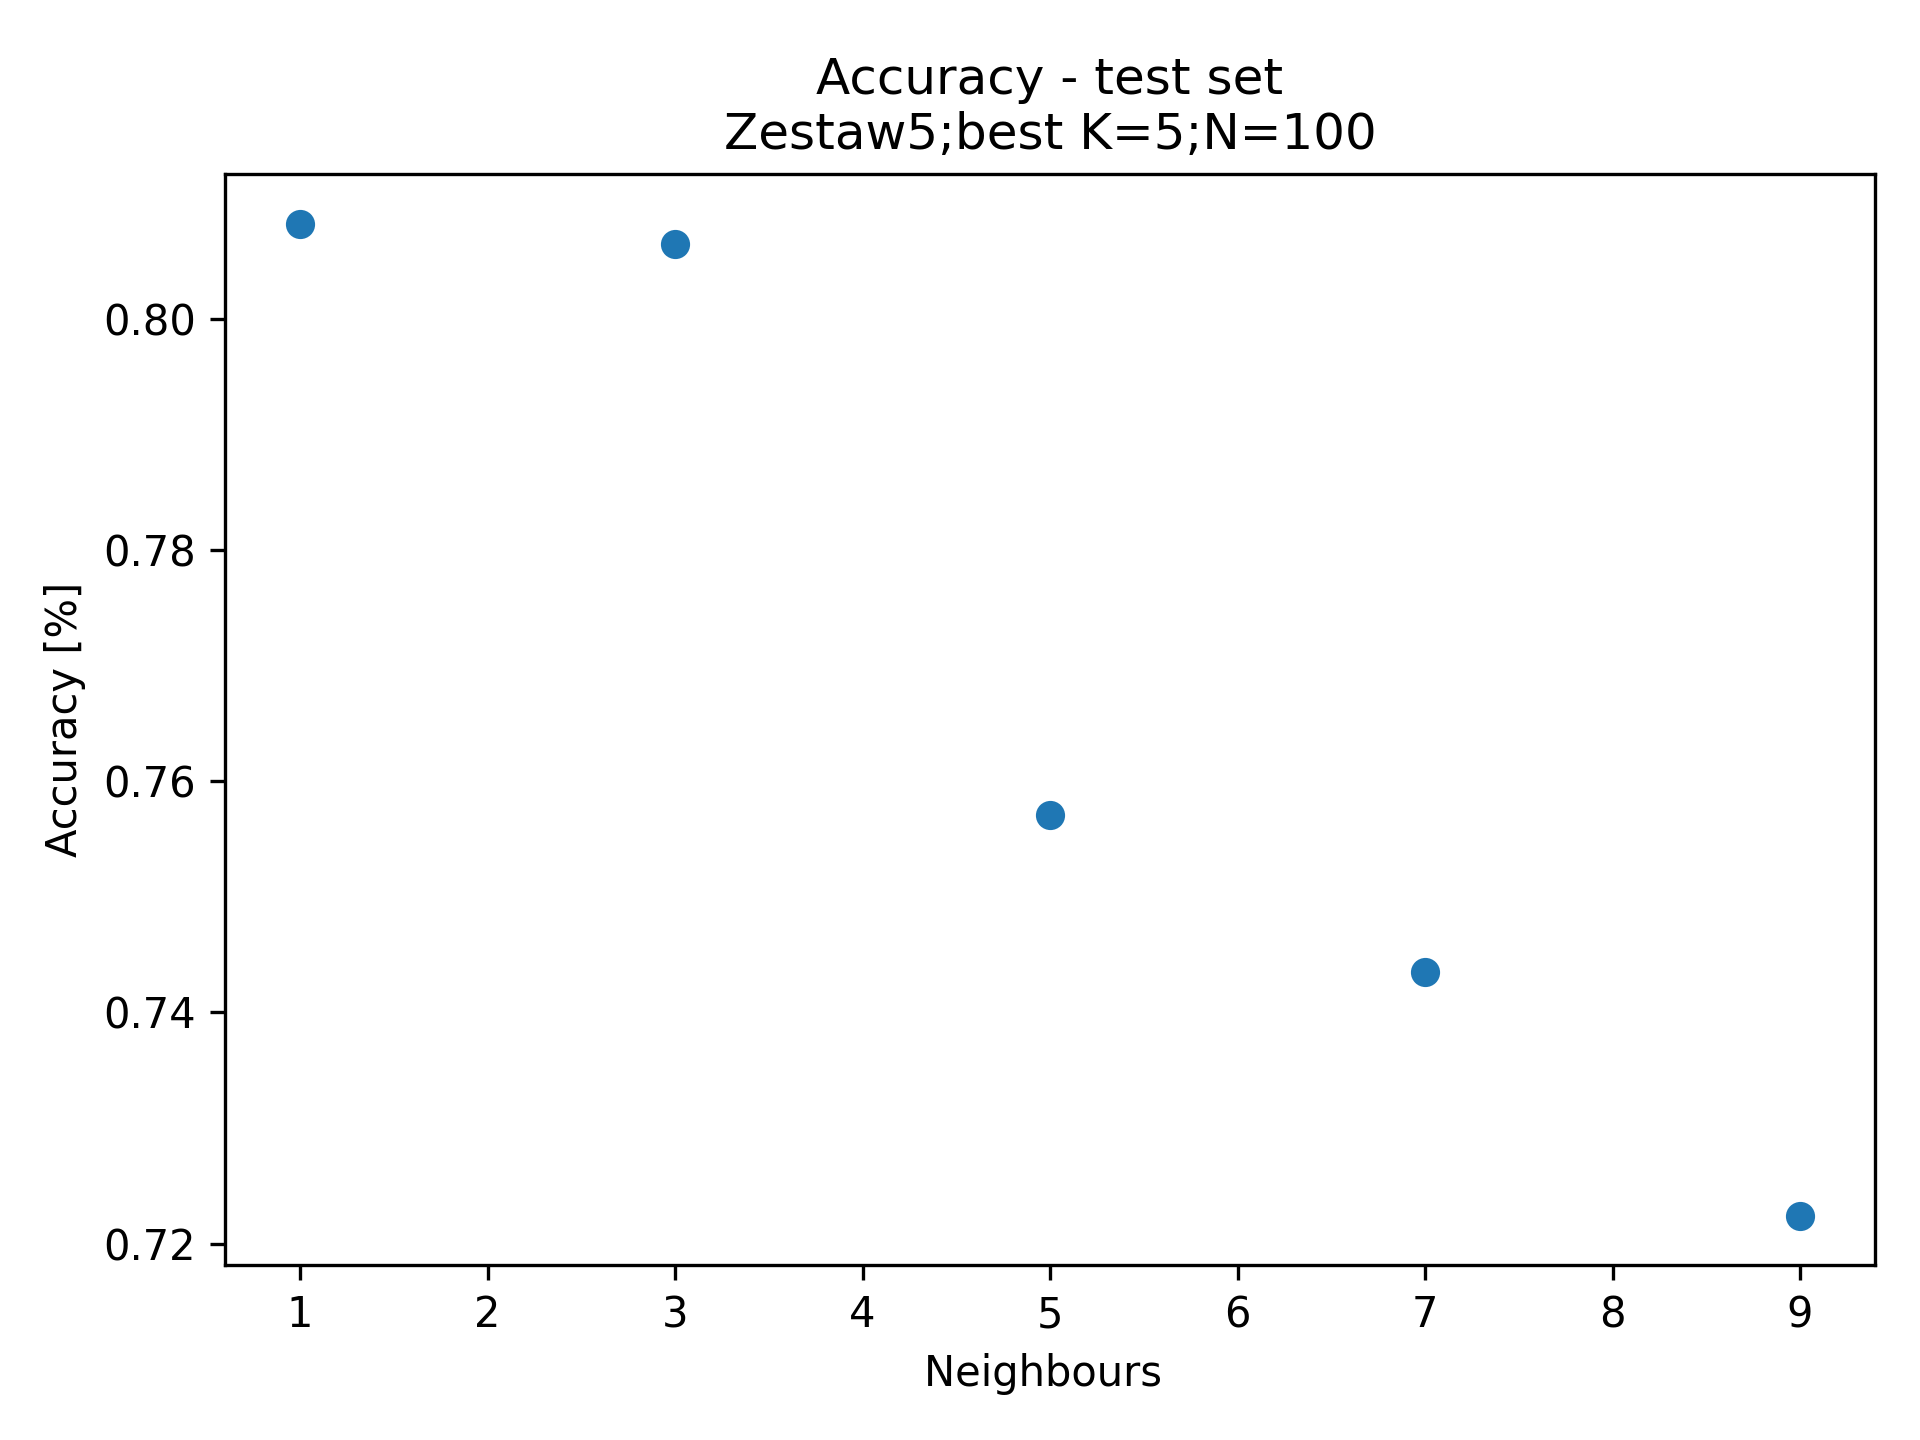 Accuracy - test set
Zestaw5;best K=5;N=100
Accuracy [%]
0.80
0.78
0.76
0.74
0.72
1 2 3 4 5 6 7 8 9
Neighbours